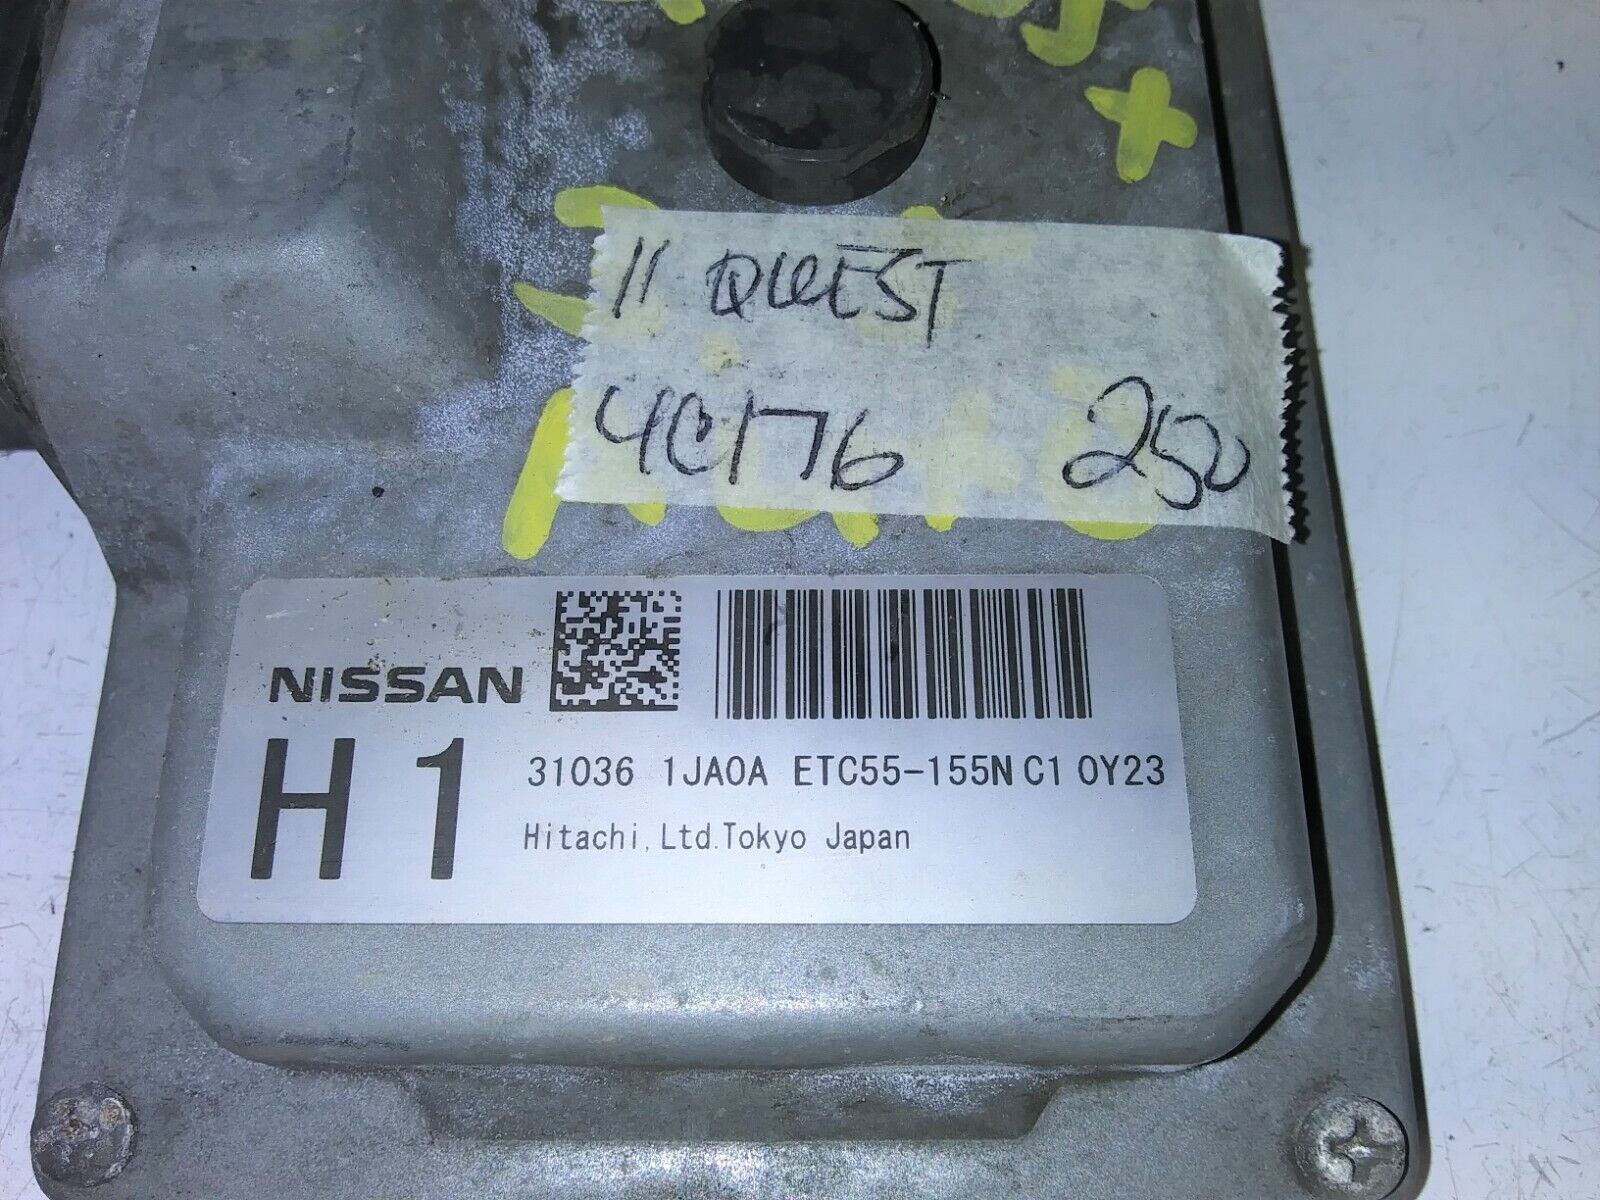 11 QUEST
4C176 250
NISSAN
H1
31036 1JA0A ETC55-155N C1 0Y23
Hitachi, Ltd. Tokyo Japan